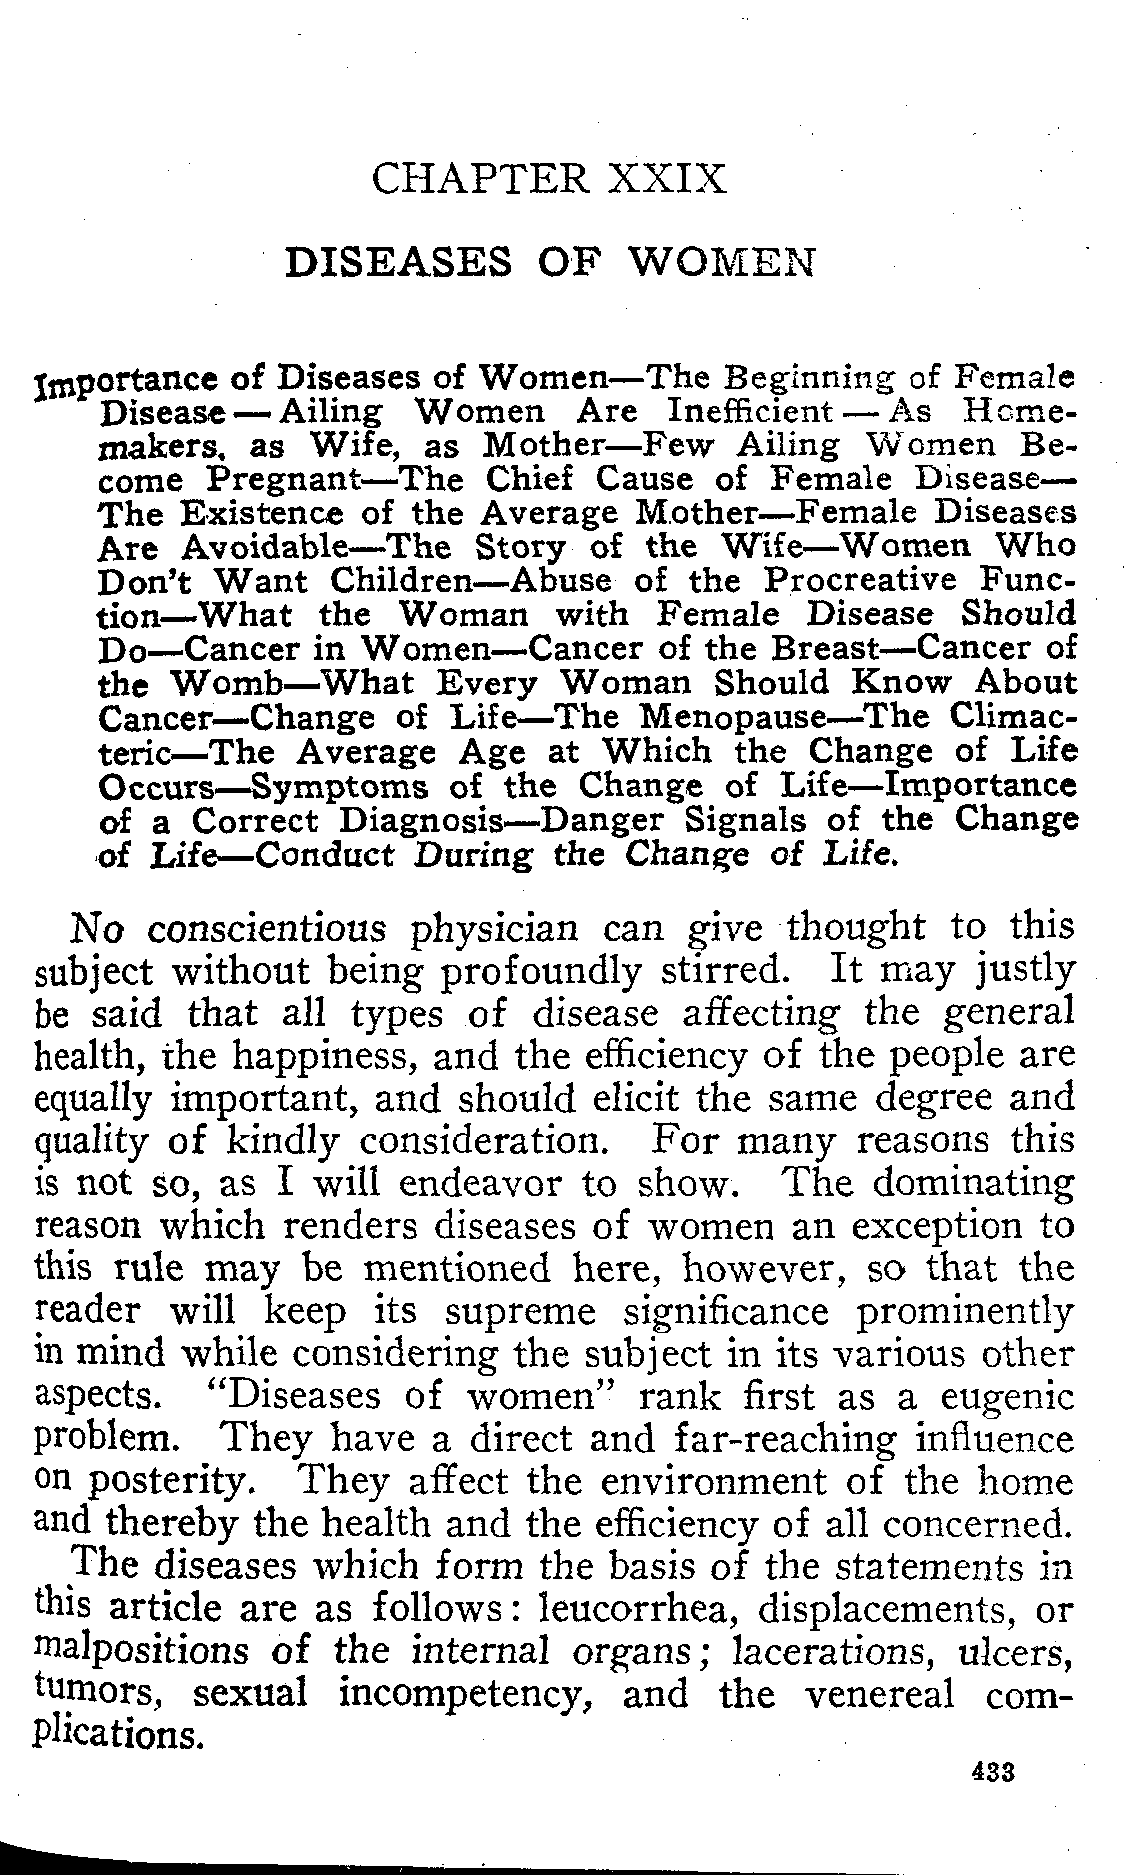 CHAPTER XXIX
DISEASES OF WOMEN
Importance of Diseases of Women—The Beginning of Female
Disease—Ailing Women Are Inefficient—As Home-
makers, as Wife, as Mother—Few Ailing Women Be-
come Pregnant—The Chief Cause of Female Disease—
The Existence of the Average Mother—Female Diseases
Are Avoidable—The Story of the Wife—Women Who
Don't Want Children—Abuse of the Procreative Func-
tion—What the Woman with Female Disease Should
Do—Cancer in Women—Cancer of the Breast—Cancer of
the Womb—What Every Woman Should Know About
Cancer—Change of Life—The Menopause—The Climac-
teric—The Average Age at Which the Change of Life
Occurs—Symptoms of the Change of Life—Importance
of a Correct Diagnosis—Danger Signals of the Change
of Life—Conduct During the Change of Life.
No conscientious physician can give thought to this
subject without being profoundly stirred. It may justly
be said that all types of disease affecting the general
health, the happiness, and the efficiency of the people are
equally important, and should elicit the same degree and
quality of kindly consideration. For many reasons this
is not so, as I will endeavor to show. The dominating
reason which renders diseases of women an exception to
this rule may be mentioned here, however, so that the
reader will keep its supreme significance prominently
in mind while considering the subject in its various other
aspects. "Diseases of women" rank first as a eugenic
problem. They have a direct and far-reaching influence
on posterity. They affect the environment of the home
and thereby the health and the efficiency of all concerned.
The diseases which form the basis of the statements in
this article are as follows: leucorrhea, displacements, or
malpositions of the internal organs; lacerations, ulcers,
tumors, sexual incompetency, and the venereal com-
plications.
433